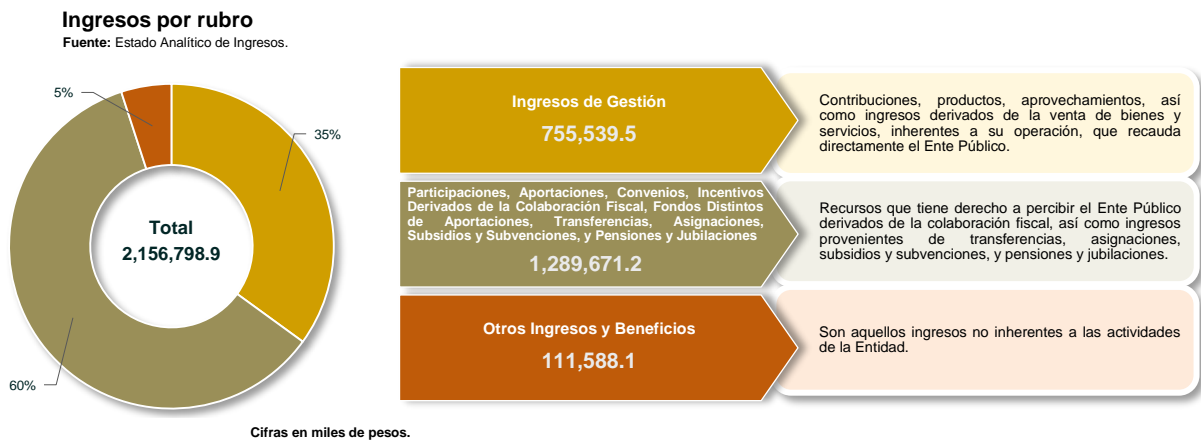 Ingresos por rubro
Fuente: Estado Analítico de Ingresos.
5%
35%
60%
Total
2,156,798.9
Ingresos de Gestión
755,539.5
Contribuciones, productos, aprovechamientos, así
como ingresos derivados de la venta de bienes y
servicios, inherentes a su operación, que recauda
directamente el Ente Público.
Participaciones, Aportaciones, Convenios, Incentivos
Derivados de la Colaboración Fiscal, Fondos Distintos
de Aportaciones, Transferencias, Asignaciones,
Subsidios y Subvenciones, y Pensiones y Jubilaciones
1,289,671.2
Recursos que tiene derecho a percibir el Ente Público
derivados de la colaboración fiscal, así como ingresos
provenientes de transferencias, asignaciones,
subsidios y subvenciones, y pensiones y jubilaciones.
Otros Ingresos y Beneficios
111,588.1
Son aquellos ingresos no inherentes a las actividades
de la Entidad.
Cifras en miles de pesos.